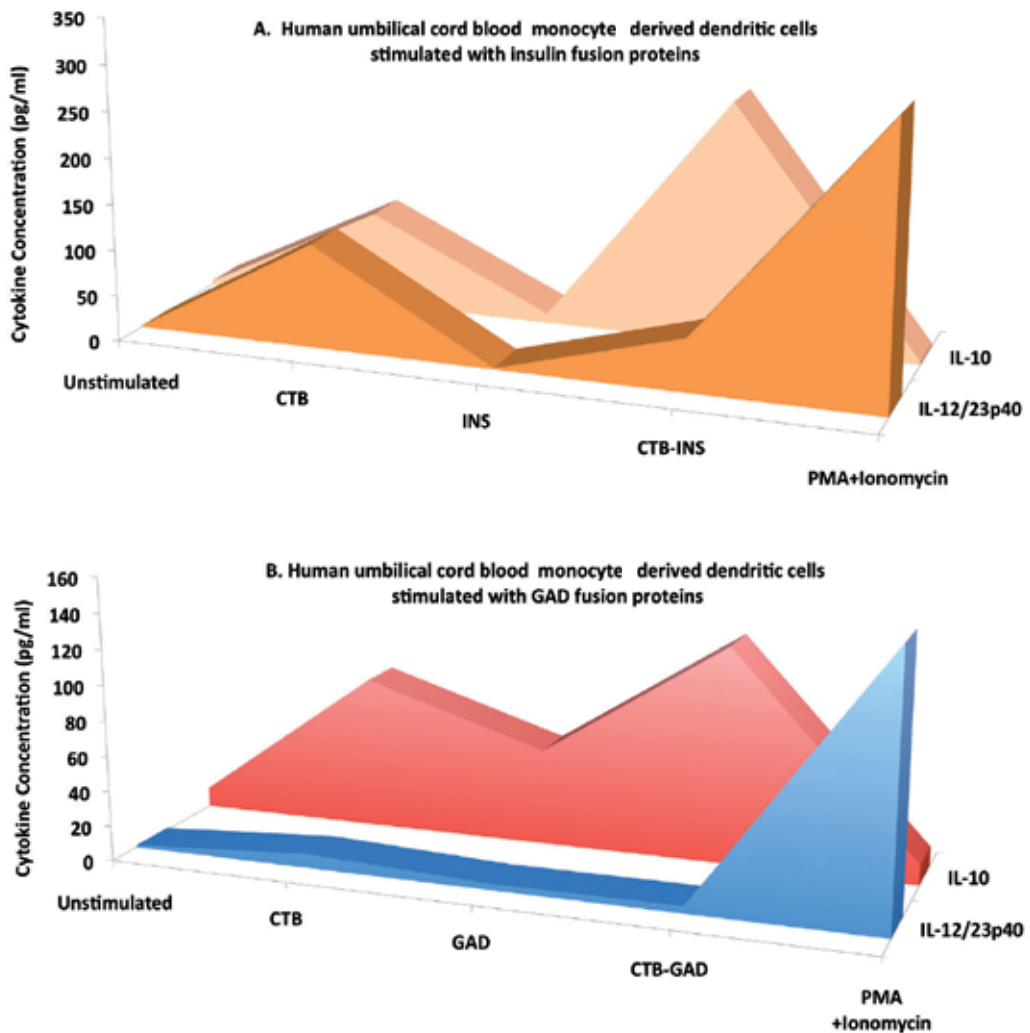 A. Human umbilical cord blood monocyte derived dendritic cells
stimulated with insulin fusion proteins
Cytokine Concentration (pg/ml)
350
300
250
200
150
100
50
0
Unstimulated
CTB
INS
CTB-INS
PMA+Ionomycin
IL-10
IL-12/23p40
B. Human umbilical cord blood monocyte derived dendritic cells
stimulated with GAD fusion proteins
Cytokine Concentration (pg/ml)
160
140
120
100
80
60
40
20
0
Unstimulated
CTB
GAD
CTB-GAD
PMA
+Ionomycin
IL-10
IL-12/23p40